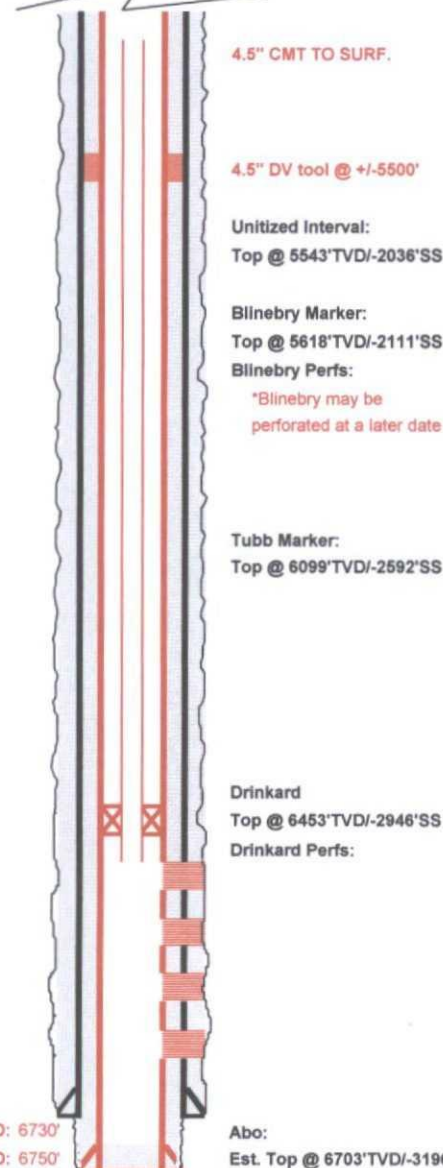 4.5" CMT TO SURF.
4.5" DV tool @ +/-5500'
Unitized Interval:
Top @ 5543'TVD/-2036'SS
Blinebry Marker:
Top @ 5618'TVD/-2111'SS
Blinebry Perfs:
*Blinebry may be
perforated at a later date
Tubb Marker:
Top @ 6099'TVD/-2592'SS
Drinkard
Top @ 6453'TVD/-2946'SS
Drinkard Perfs:
D: 6730'
D: 6750'
Abo:
Est. Top @ 6703'TVD/-319